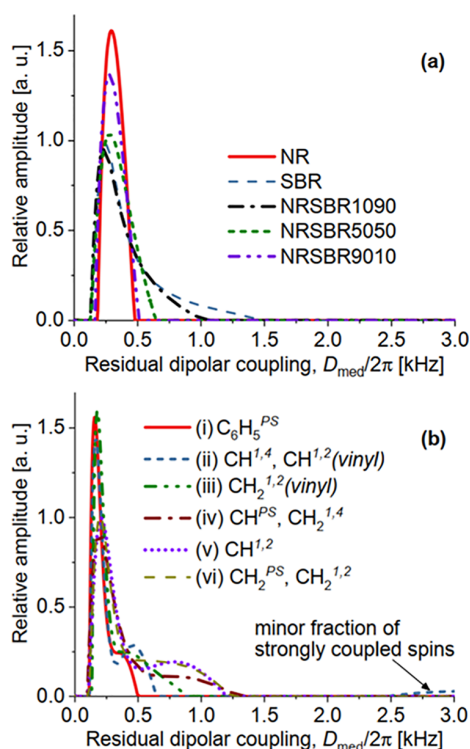 (a)
Relative amplitude [a. u.]
1.5
1.0
0.5
0.0
NR
SBR
NRSBR1090
NRSBR5050
NRSBR9010
0.0 0.5 1.0 1.5 2.0 2.5 3.0
Residual dipolar coupling, D_med/2π [kHz]
(b)
Relative amplitude [a. u.]
1.5
1.0
0.5
0.0
(i) C₆H₅ᴾˢ
(ii) CH¹,⁴, CH¹,²(vinyl)
(iii) CH₂¹,²(vinyl)
(iv) CHᴾˢ, CH₂¹,⁴
(v) CH¹,²
(vi) CH₂ᴾˢ, CH₂¹,²
minor fraction of
strongly coupled spins
0.0 0.5 1.0 1.5 2.0 2.5 3.0
Residual dipolar coupling, D_med/2π [kHz]